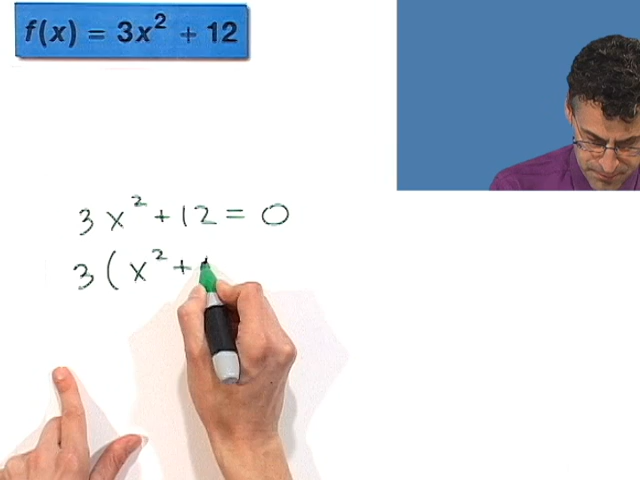 f(x) = 3x² + 12
3x² + 12 = 0
3(x² +